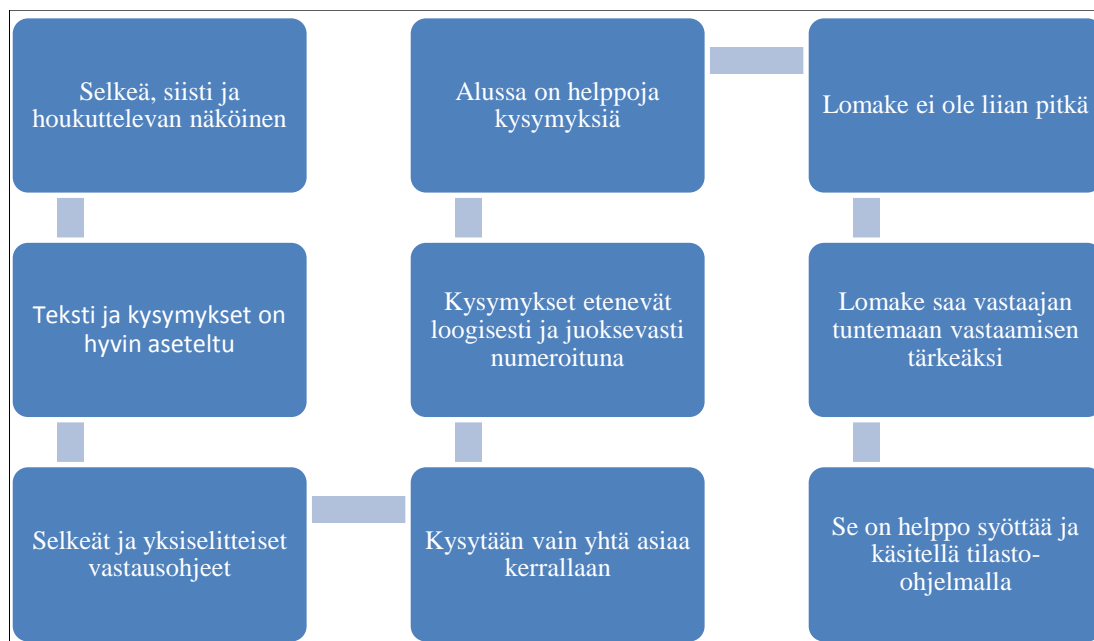 Selkeä, siisti ja
houkuttelevan näköinen
Teksti ja kysymykset on
hyvin aseteltu
Selkeät ja yksiselitteiset
vastausohjeet
Kysytään vain yhtä asiaa
kerrallaan
Kysymykset etenevät
loogisesti ja juoksevasti
numeroituna
Alussa on helppoja
kysymyksiä
Lomake ei ole liian pitkä
Lomake saa vastaajan
tuntemaan vastaamisen
tärkeäksi
Se on helppo syöttää ja
käsitellä tilasto-
ohjelmalla